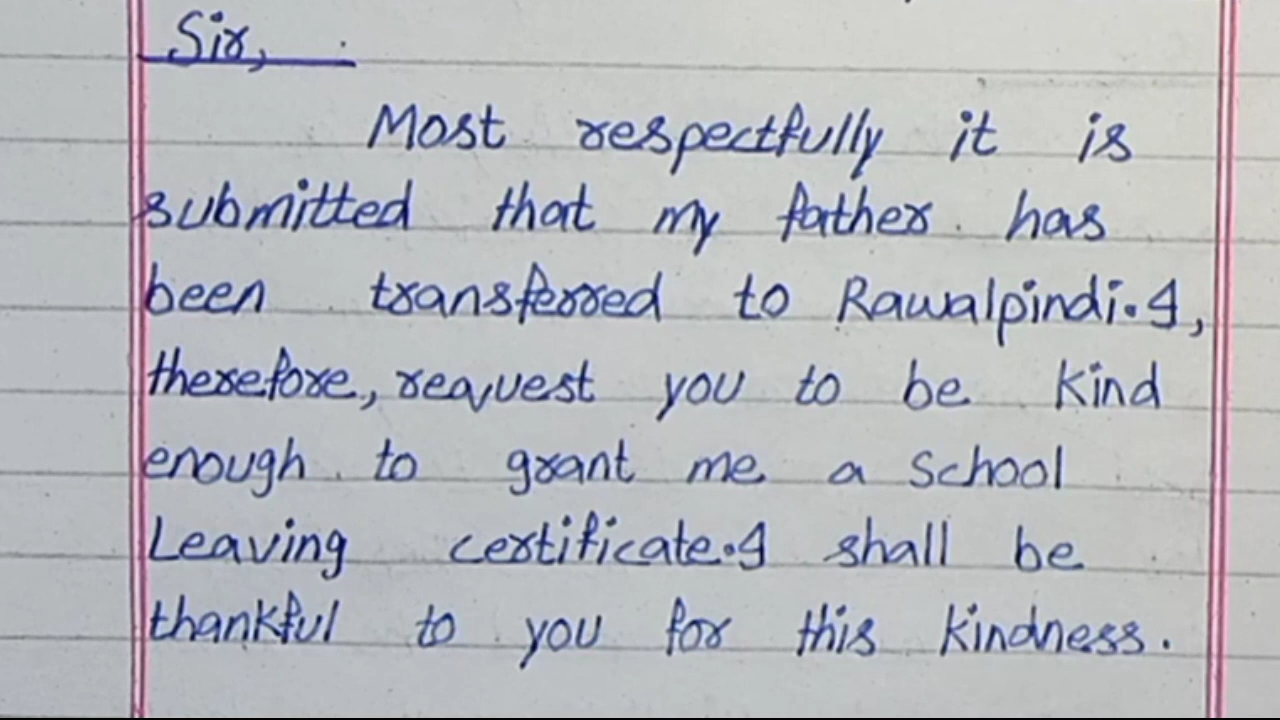 Sir,
Most respectfully it is
submitted that my father has
been transferred to Rawalpindi. I,
therefore, request you to be kind
enough to grant me a School
Leaving certificate. I shall be
thankful to you for this kindness.